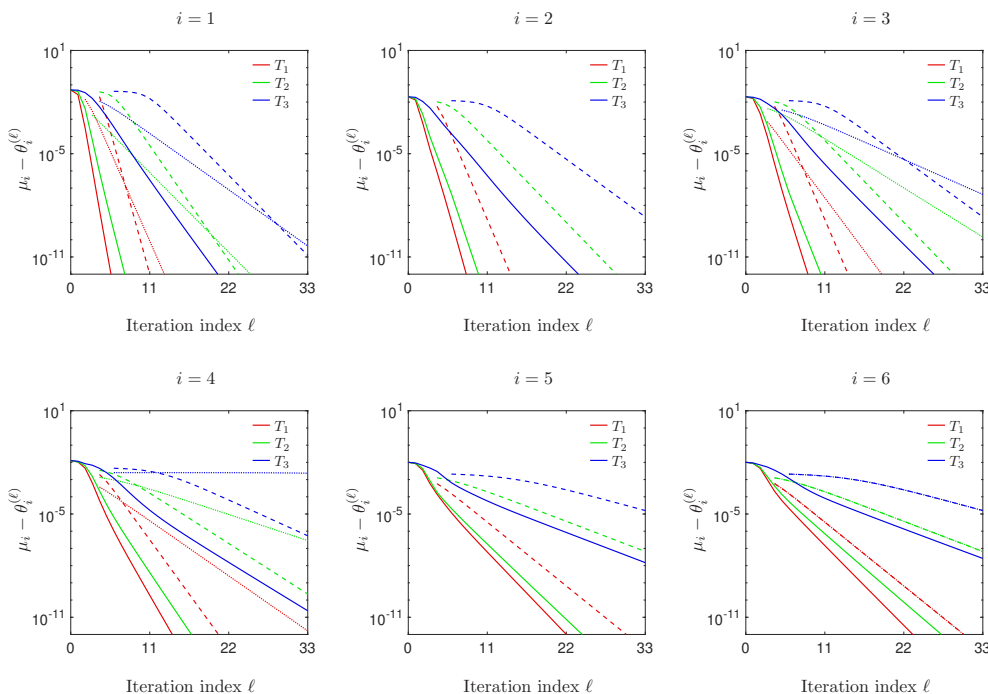 i = 1
10^1
10^{-5}
10^{-11}
μ_i − θ_i^{(ℓ)}
T_1
T_2
T_3
0 11 22 33
Iteration index ℓ
i = 2
10^1
10^{-5}
10^{-11}
μ_i − θ_i^{(ℓ)}
T_1
T_2
T_3
0 11 22 33
Iteration index ℓ
i = 3
10^1
10^{-5}
10^{-11}
μ_i − θ_i^{(ℓ)}
T_1
T_2
T_3
0 11 22 33
Iteration index ℓ
i = 4
10^1
10^{-5}
10^{-11}
μ_i − θ_i^{(ℓ)}
T_1
T_2
T_3
0 11 22 33
Iteration index ℓ
i = 5
10^1
10^{-5}
10^{-11}
μ_i − θ_i^{(ℓ)}
T_1
T_2
T_3
0 11 22 33
Iteration index ℓ
i = 6
10^1
10^{-5}
10^{-11}
μ_i − θ_i^{(ℓ)}
T_1
T_2
T_3
0 11 22 33
Iteration index ℓ